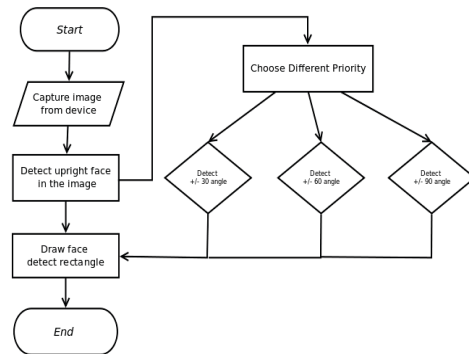 Start
Capture image
from device
Detect upright face
in the image
Draw face
detect rectangle
End
Choose Different Priority
Detect
+/- 30 angle
Detect
+/- 60 angle
Detect
+/- 90 angle